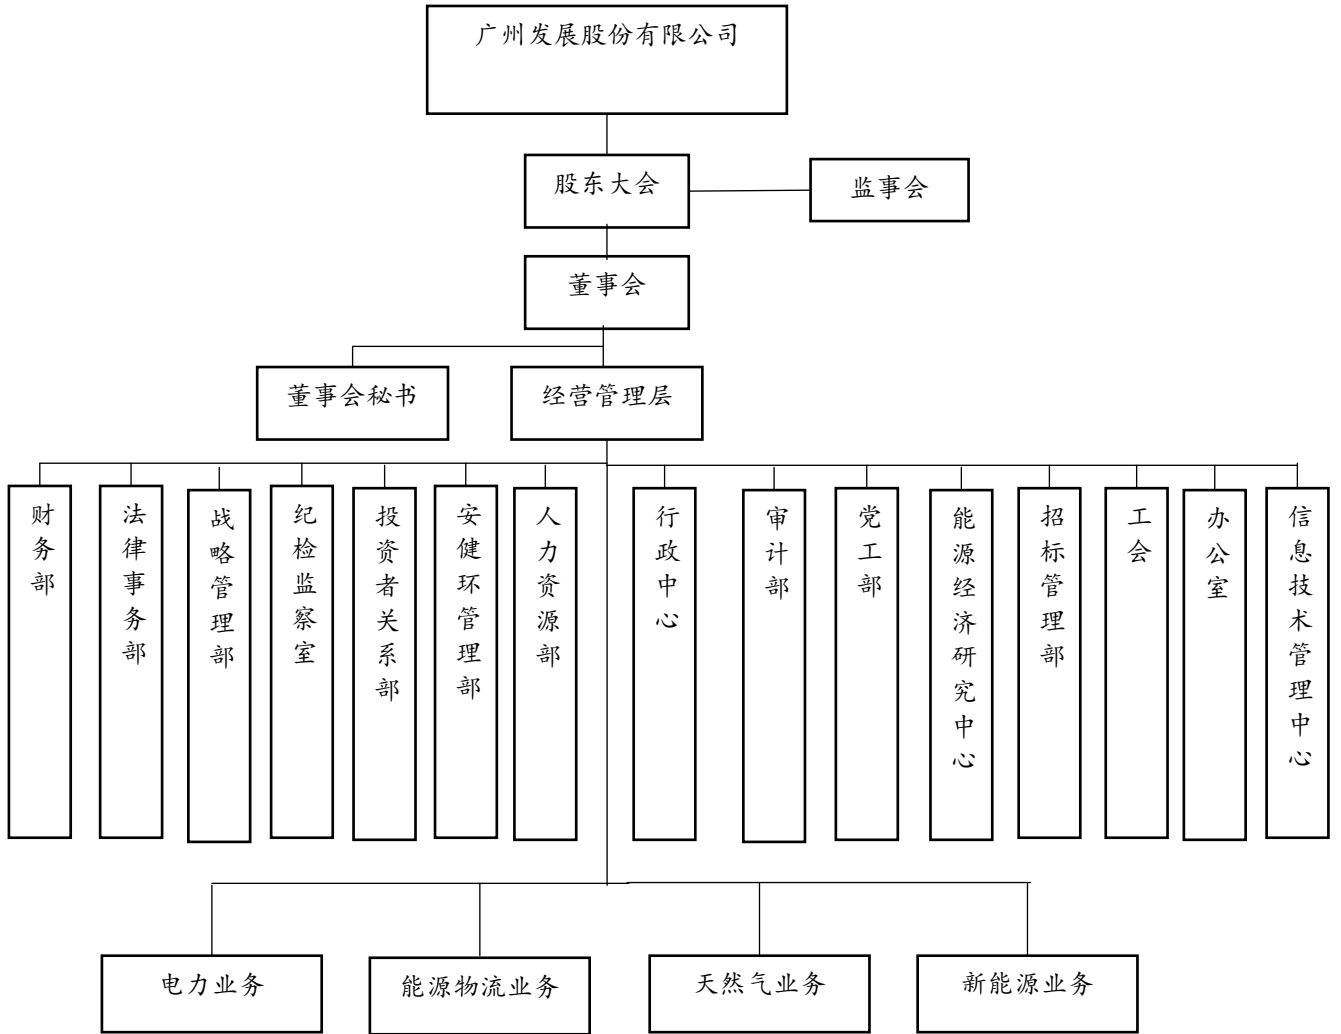 广州发展股份有限公司
股东大会
监事会
董事会
董事会秘书
经营管理层
财务部
法律事务部
战略管理部
纪检监察室
投资者关系部
安健环管理部
人力资源部
行政中心
审计部
党工部
能源经济研究中心
招标管理部
工会
办公室
信息技术管理中心
电力业务
能源物流业务
天然气业务
新能源业务